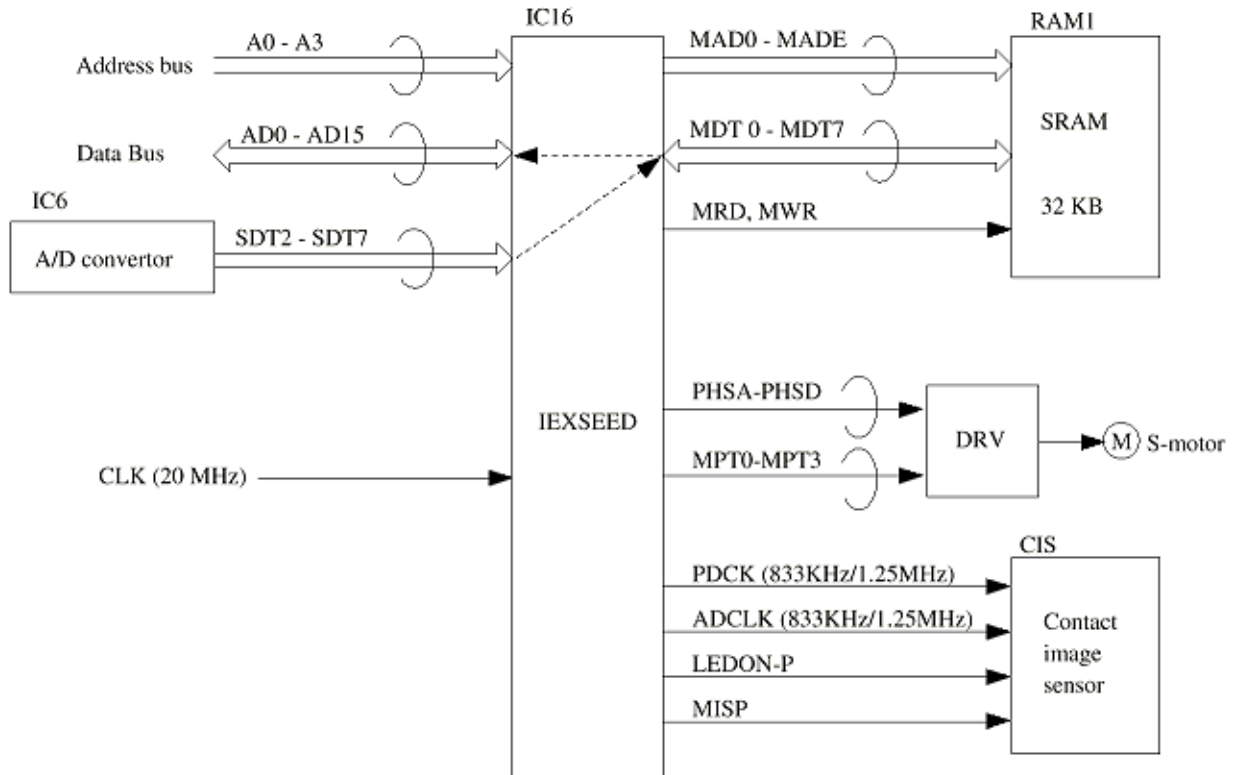 IC16
RAM1
A0 - A3
MAD0 - MADE
Address bus
AD0 - AD15
MDT 0 - MDT7
SRAM
Data Bus
IC6
MRD, MWR
32 KB
SDT2 - SDT7
A/D convertor
PHSA-PHSD
IEXSEED
DRV
M
S-motor
MPT0-MPT3
CLK (20 MHz)
CIS
PDCK (833KHz/1.25MHz)
ADCLK (833KHz/1.25MHz)
Contact
image
sensor
LEDON-P
MISP